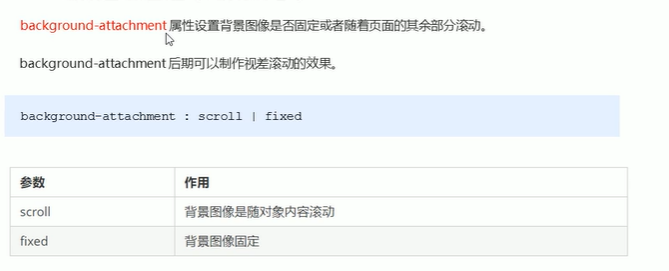 background-attachment 属性设置背景图像是否固定或者随着页面的其余部分滚动。
background-attachment 后期可以制作视差滚动的效果。
background-attachment : scroll | fixed
参数 作用
scroll 背景图像是随对象内容滚动
fixed 背景图像固定